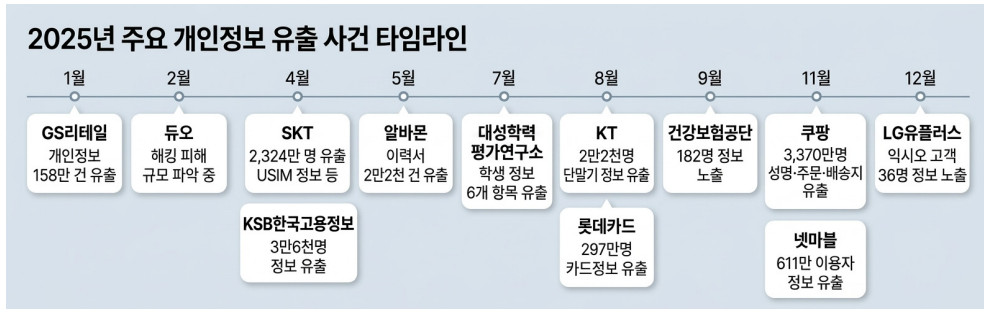 2025년 주요 개인정보 유출 사건 타임라인
1월
2월
4월
5월
7월
8월
9월
11월
12월
GS리테일
개인정보
158만 건 유출
듀오
해킹 피해
규모 파악 중
SKT
2,324만 명 유출
USIM 정보 등
KSB한국고용정보
3만6천명
정보 유출
알바몬
이력서
2만2천 건 유출
대성학력
평가연구소
학생 정보
6개 항목 유출
KT
2만2천명
단말기 정보 유출
롯데카드
297만명
카드정보 유출
건강보험공단
182명 정보
노출
쿠팡
3,370만명
성명·주문·배송지
유출
넷마블
611만 이용자
정보 유출
LG유플러스
익시오 고객
36명 정보 노출